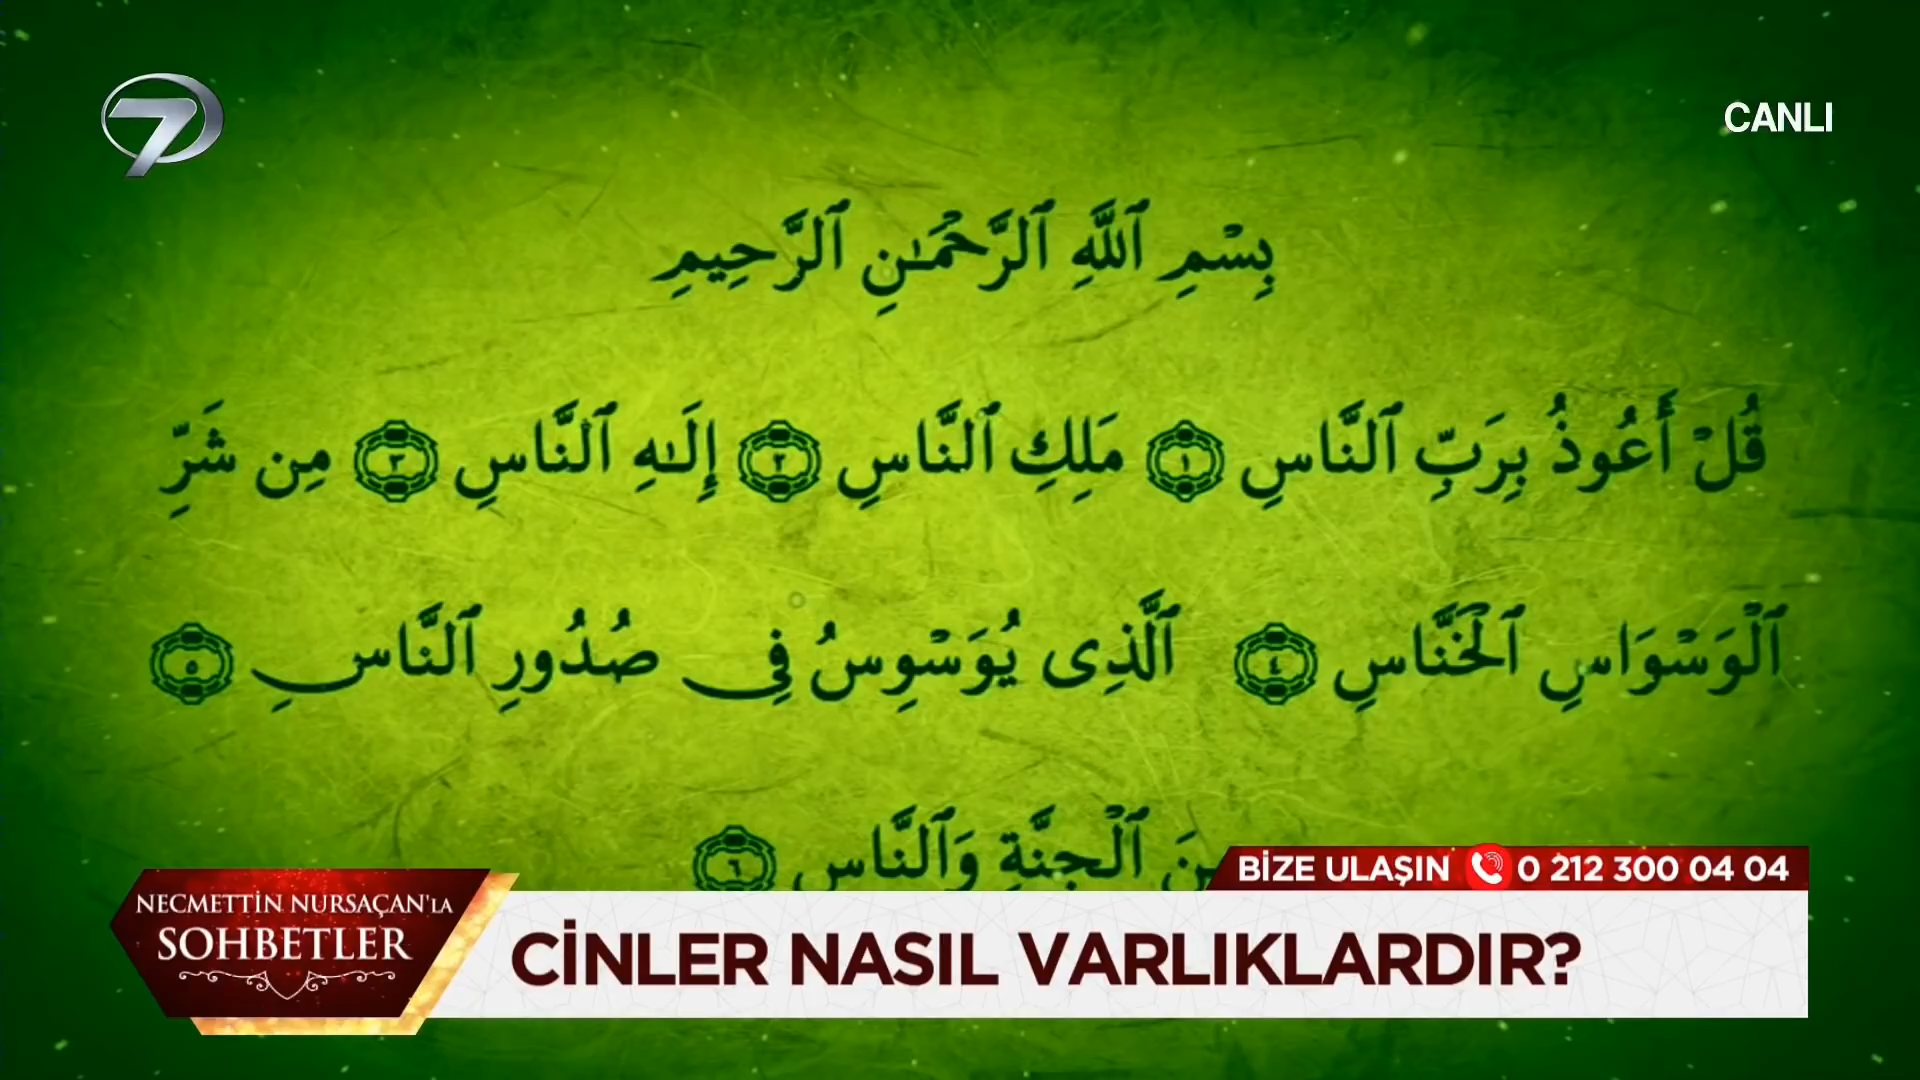 7
CANLI
بِسْمِ ٱللَّهِ ٱلرَّحْمَـٰنِ ٱلرَّحِيمِ
قُلْ أَعُوذُ بِرَبِّ ٱلنَّاسِ ١ مَلِكِ ٱلنَّاسِ ٢ إِلَـٰهِ ٱلنَّاسِ ٣ مِن شَرِّ
ٱلْوَسْوَاسِ ٱلْخَنَّاسِ ٤ ٱلَّذِى يُوَسْوِسُ فِى صُدُورِ ٱلنَّاسِ ٥
ٱلْجِنَّةِ وَٱلنَّاسِ ٦
BİZE ULAŞIN 0 212 300 04 04
NECMETTİN NURSAÇAN'LA
SOHBETLER
CİNLER NASIL VARLIKLARDIR?